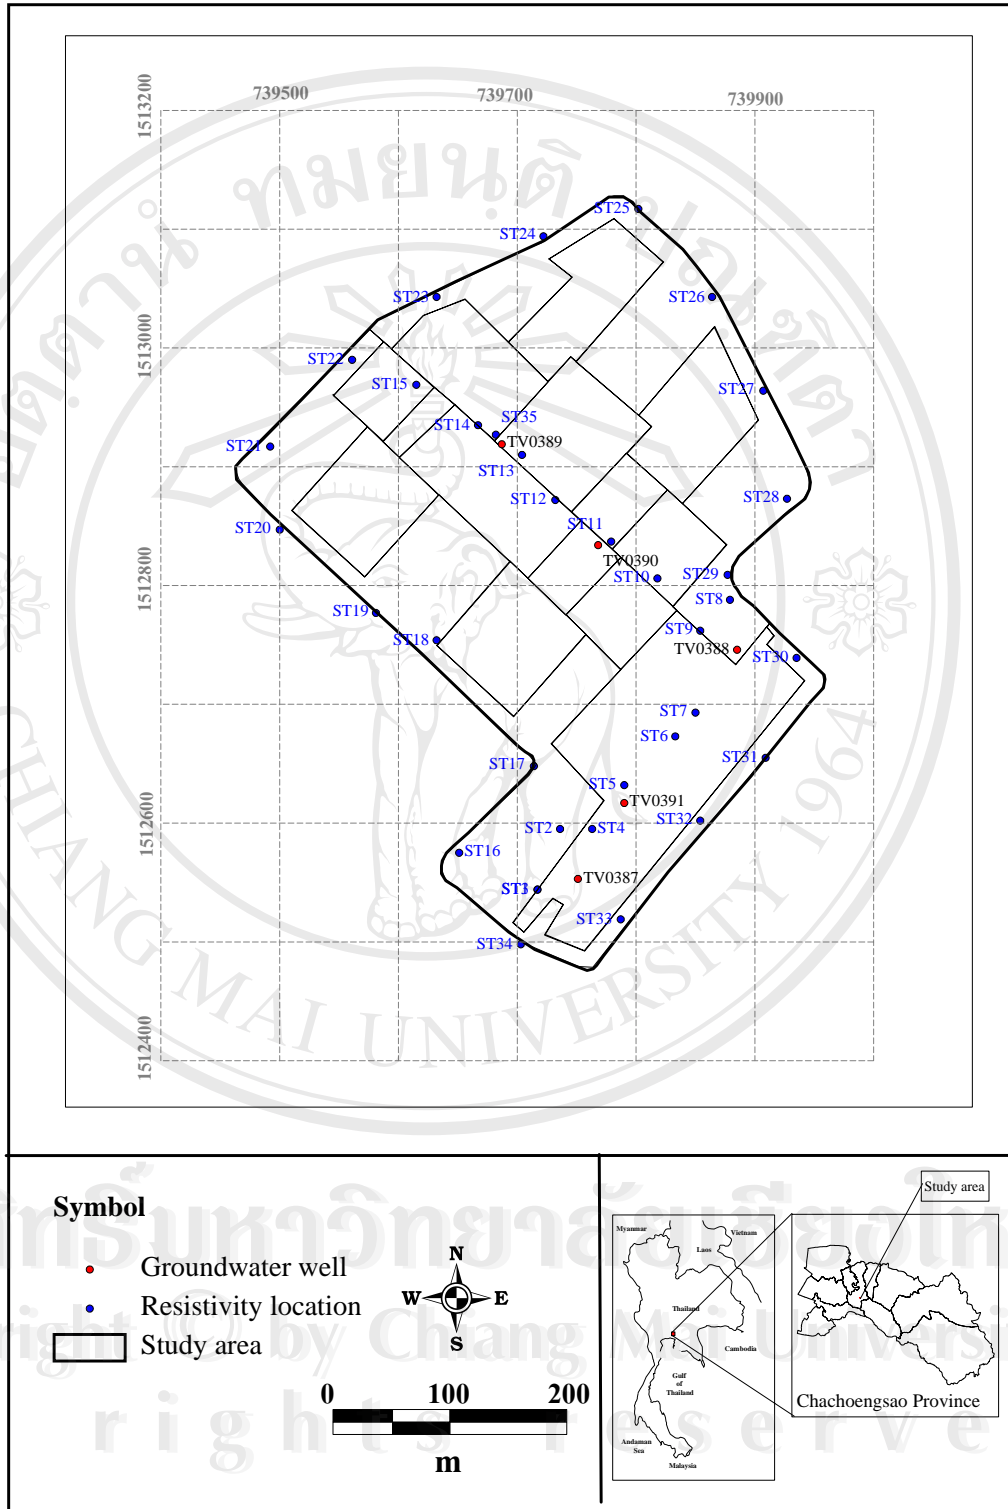 739500
739700
739900
1513200
1513000
1512800
1512600
1512400
ST25
ST24
ST23
ST26
ST22
ST15
ST27
ST14
ST35
TV0389
ST21
ST13
ST12
ST28
ST20
ST11
TV0390
ST10
ST29
ST8
ST19
ST18
ST9
TV0388
ST30
ST7
ST6
ST17
ST31
ST5
TV0391
ST32
ST2
ST4
ST16
TV0387
ST1
ST33
ST34
CHIANG MAI UNIVERSITY 1964
Symbol
Groundwater well
Resistivity location
Study area
N
W
E
S
0
100
200
m
Study area
Myanmar
Vietnam
Laos
Thailand
Cambodia
Gulf
of
Thailand
Andaman
Sea
Malaysia
Chachoengsao Province
by Chiang Mai Universi
rights reserve